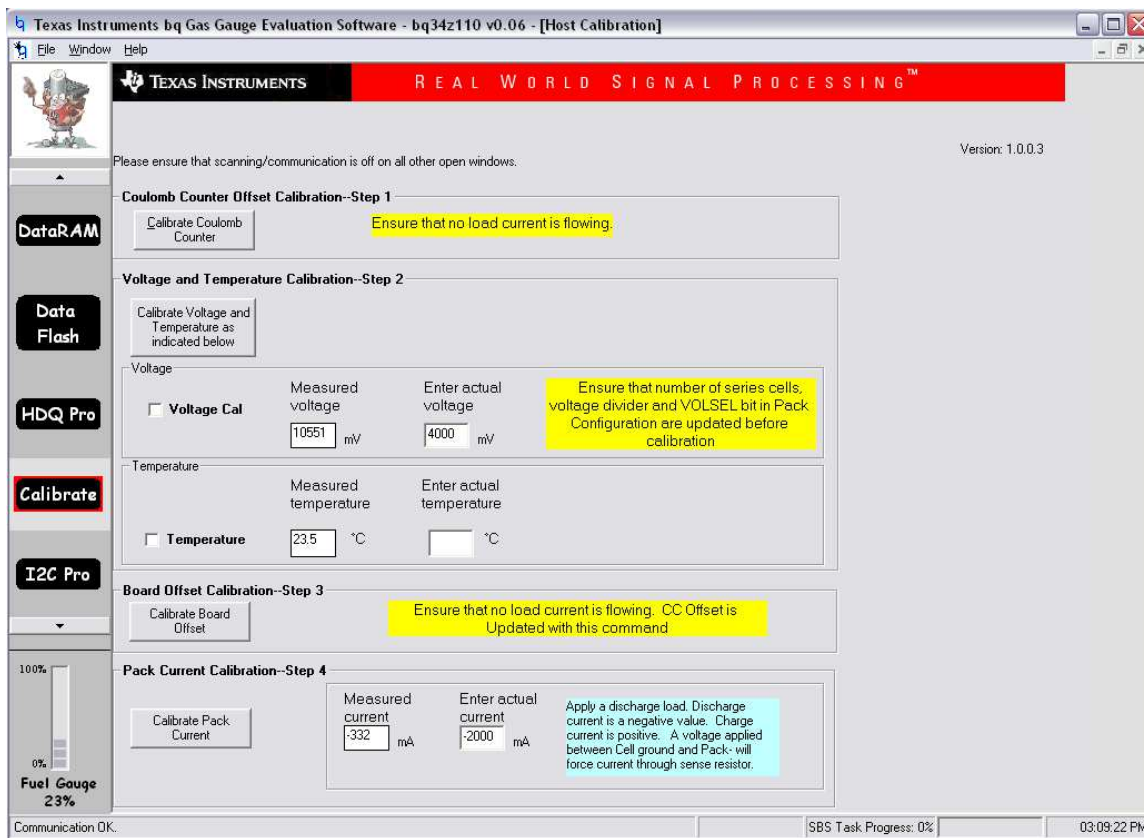 Texas Instruments bq Gas Gauge Evaluation Software - bq34z110 v0.06 - [Host Calibration]
File Window Help
TEXAS INSTRUMENTS
REAL WORLD SIGNAL PROCESSING™
Version: 1.0.0.3
Please ensure that scanning/communication is off on all other open windows.
DataRAM
Data
Flash
HDQ Pro
Calibrate
I2C Pro
100%
0%
Fuel Gauge
23%
Coulomb Counter Offset Calibration--Step 1
Calibrate Coulomb
Counter
Ensure that no load current is flowing.
Voltage and Temperature Calibration--Step 2
Calibrate Voltage and
Temperature as
indicated below
Voltage
Voltage Cal
Measured
voltage
10551 mV
Enter actual
voltage
4000 mV
Ensure that number of series cells,
voltage divider and VOLSEL bit in Pack
Configuration are updated before
calibration
Temperature
Temperature
Measured
temperature
23.5 °C
Enter actual
temperature
°C
Board Offset Calibration--Step 3
Calibrate Board
Offset
Ensure that no load current is flowing. CC Offset is
Updated with this command
Pack Current Calibration--Step 4
Calibrate Pack
Current
Measured
current
-332 mA
Enter actual
current
-2000 mA
Apply a discharge load. Discharge
current is a negative value. Charge
current is positive. A voltage applied
between Cell ground and Pack- will
force current through sense resistor.
Communication OK.
SBS Task Progress: 0%
03:09:22 PM